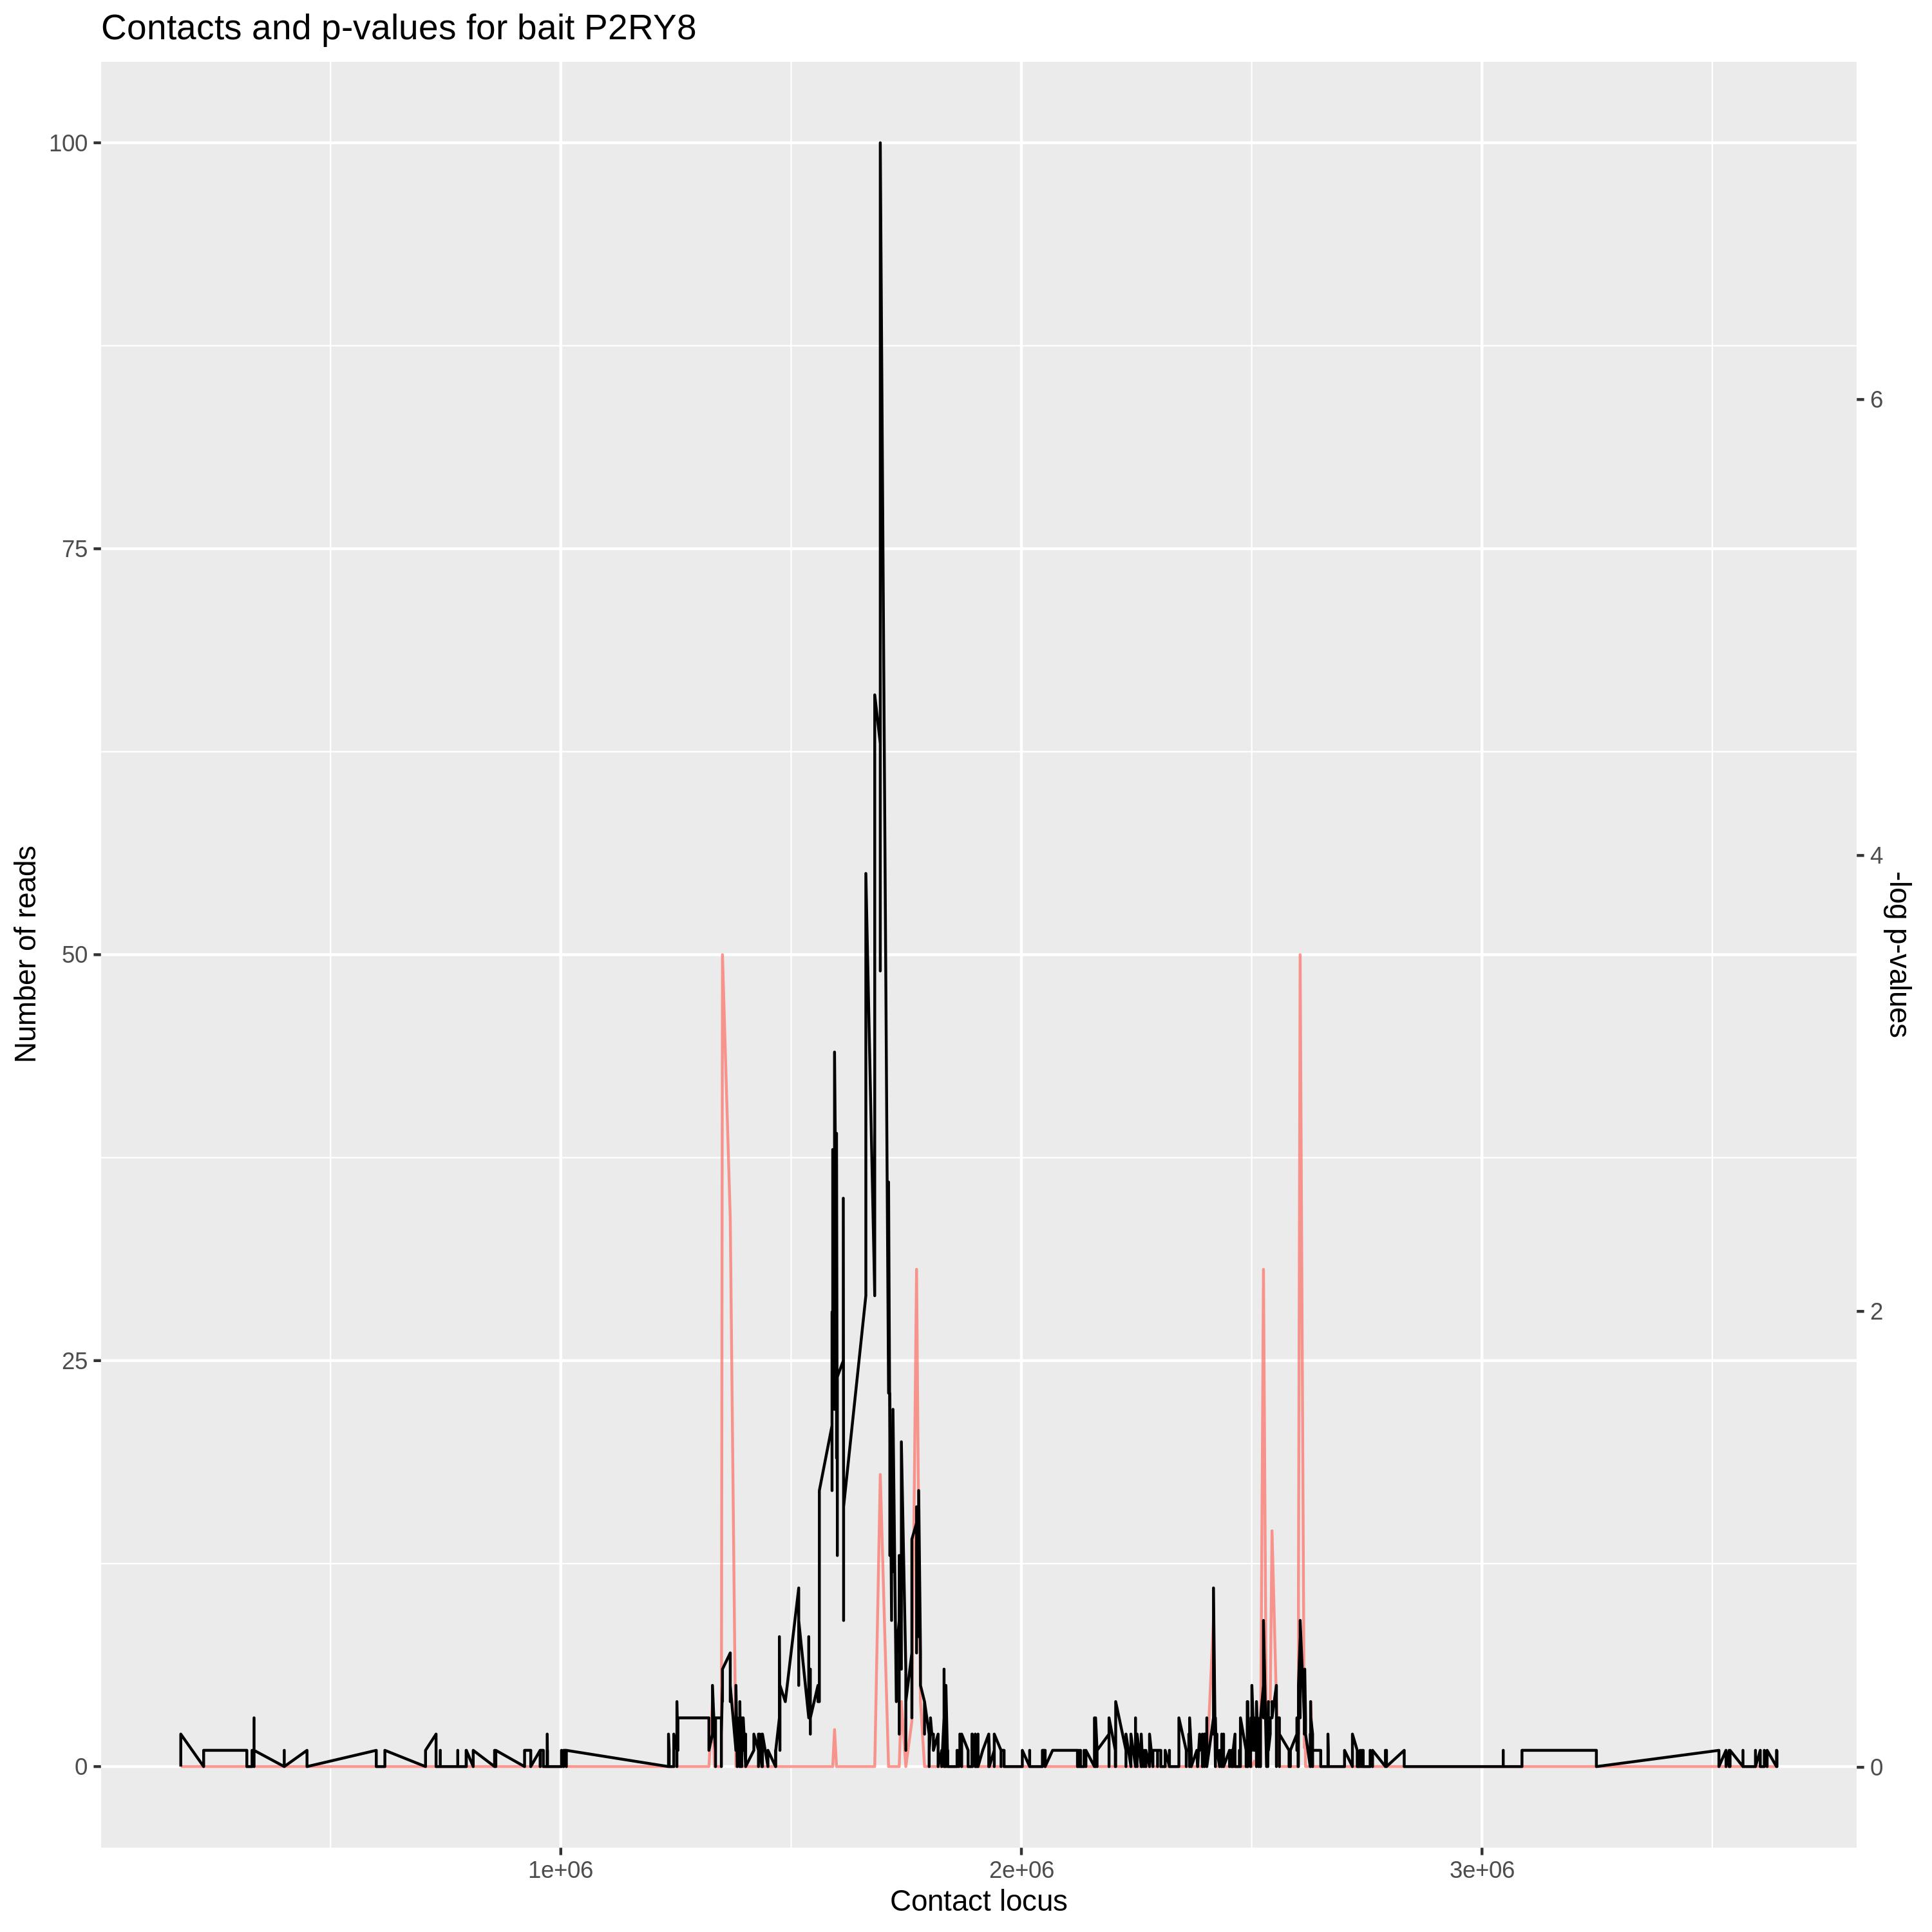 Contacts and p-values for bait P2RY8
100
75
50
25
0
6
4
2
0
Number of reads
-log p-values
1e+06
2e+06
3e+06
Contact locus